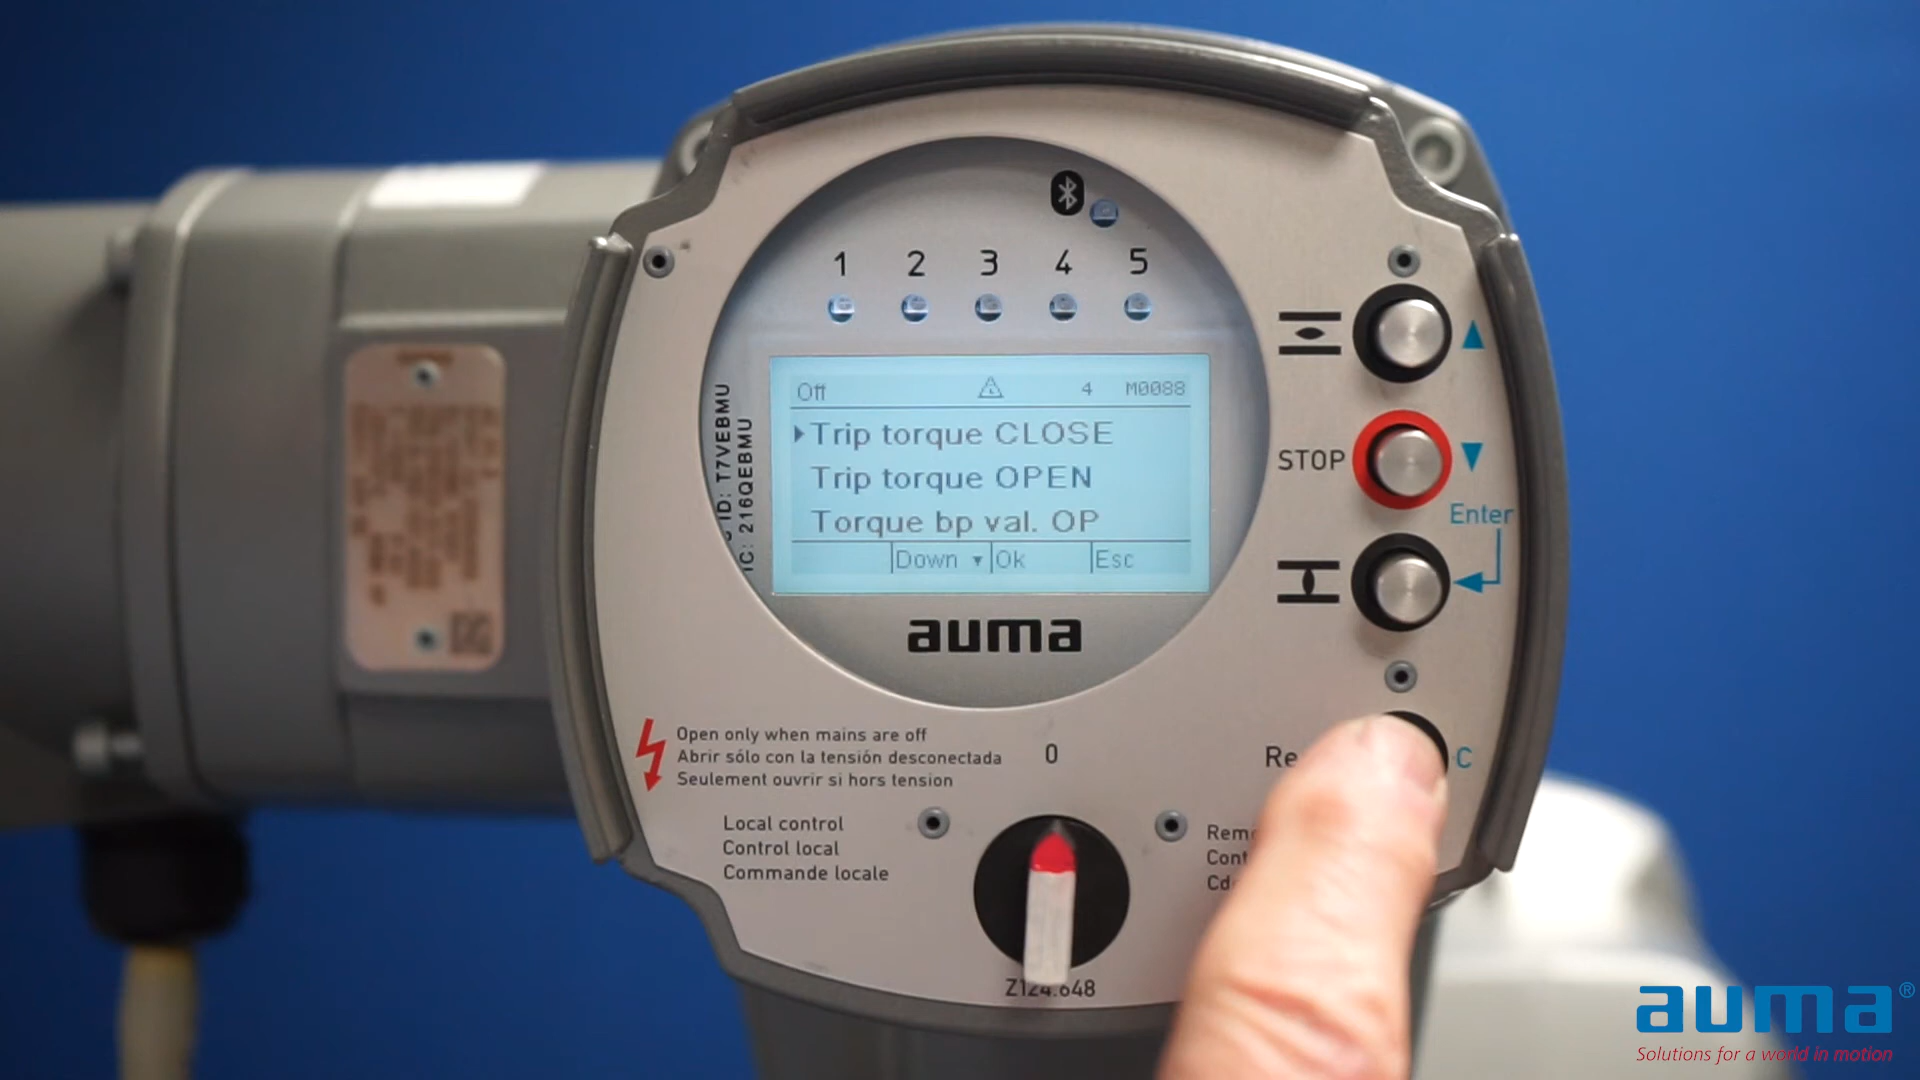 1 2 3 4 5
ID: T7VEBMU
IC: 216QEBMU
Off 4 M0088
Trip torque CLOSE
Trip torque OPEN
Torque bp val. OP
Down ▾ Ok Esc
auma
STOP
Enter
Re
C
Open only when mains are off
Abrir sólo con la tensión desconectada
Seulement ouvrir si hors tension
0
Local control
Control local
Commande locale
Z124.648
auma®
Solutions for a world in motion